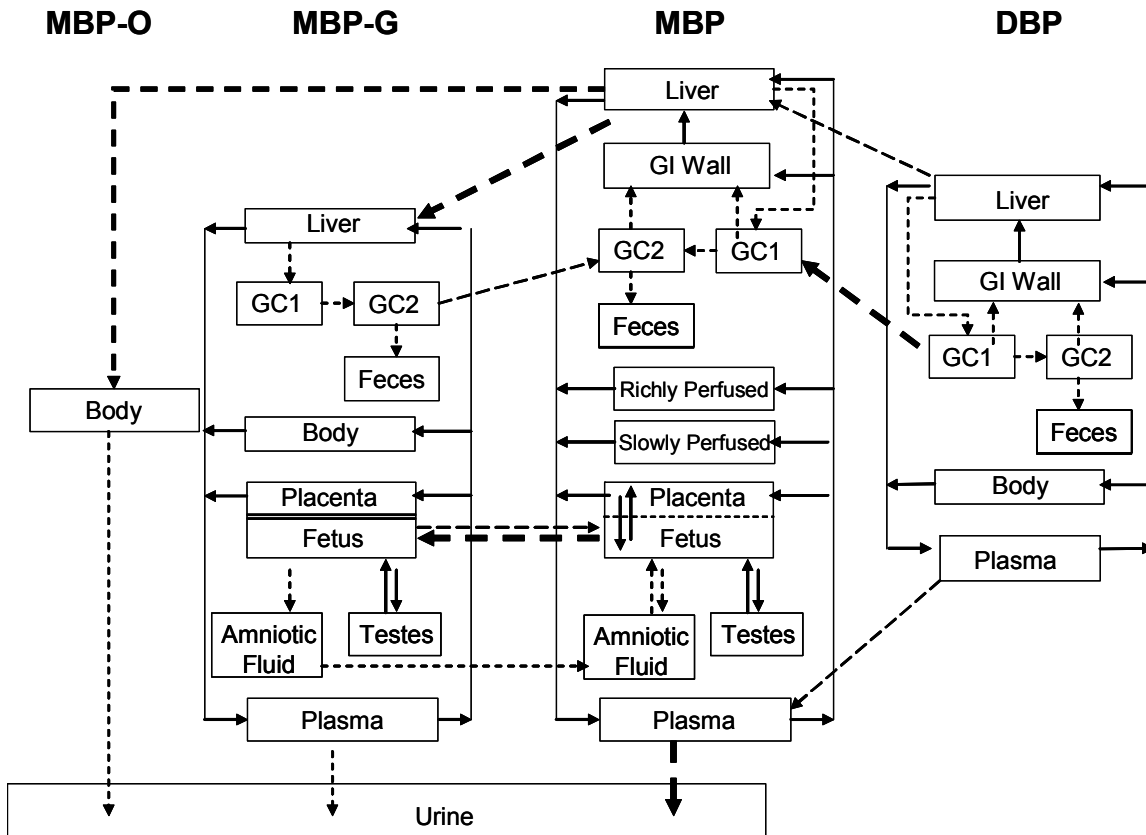 MBP-O MBP-G MBP DBP
Liver
GI Wall
Liver
Liver
GC2 GC1
GI Wall
GC1 GC2
Feces
GC1 GC2
Feces
Richly Perfused
Body
Feces
Body
Slowly Perfused
Body
Placenta
Placenta
Fetus
Fetus
Plasma
Amniotic
Fluid
Testes
Amniotic
Fluid
Testes
Plasma
Plasma
Urine